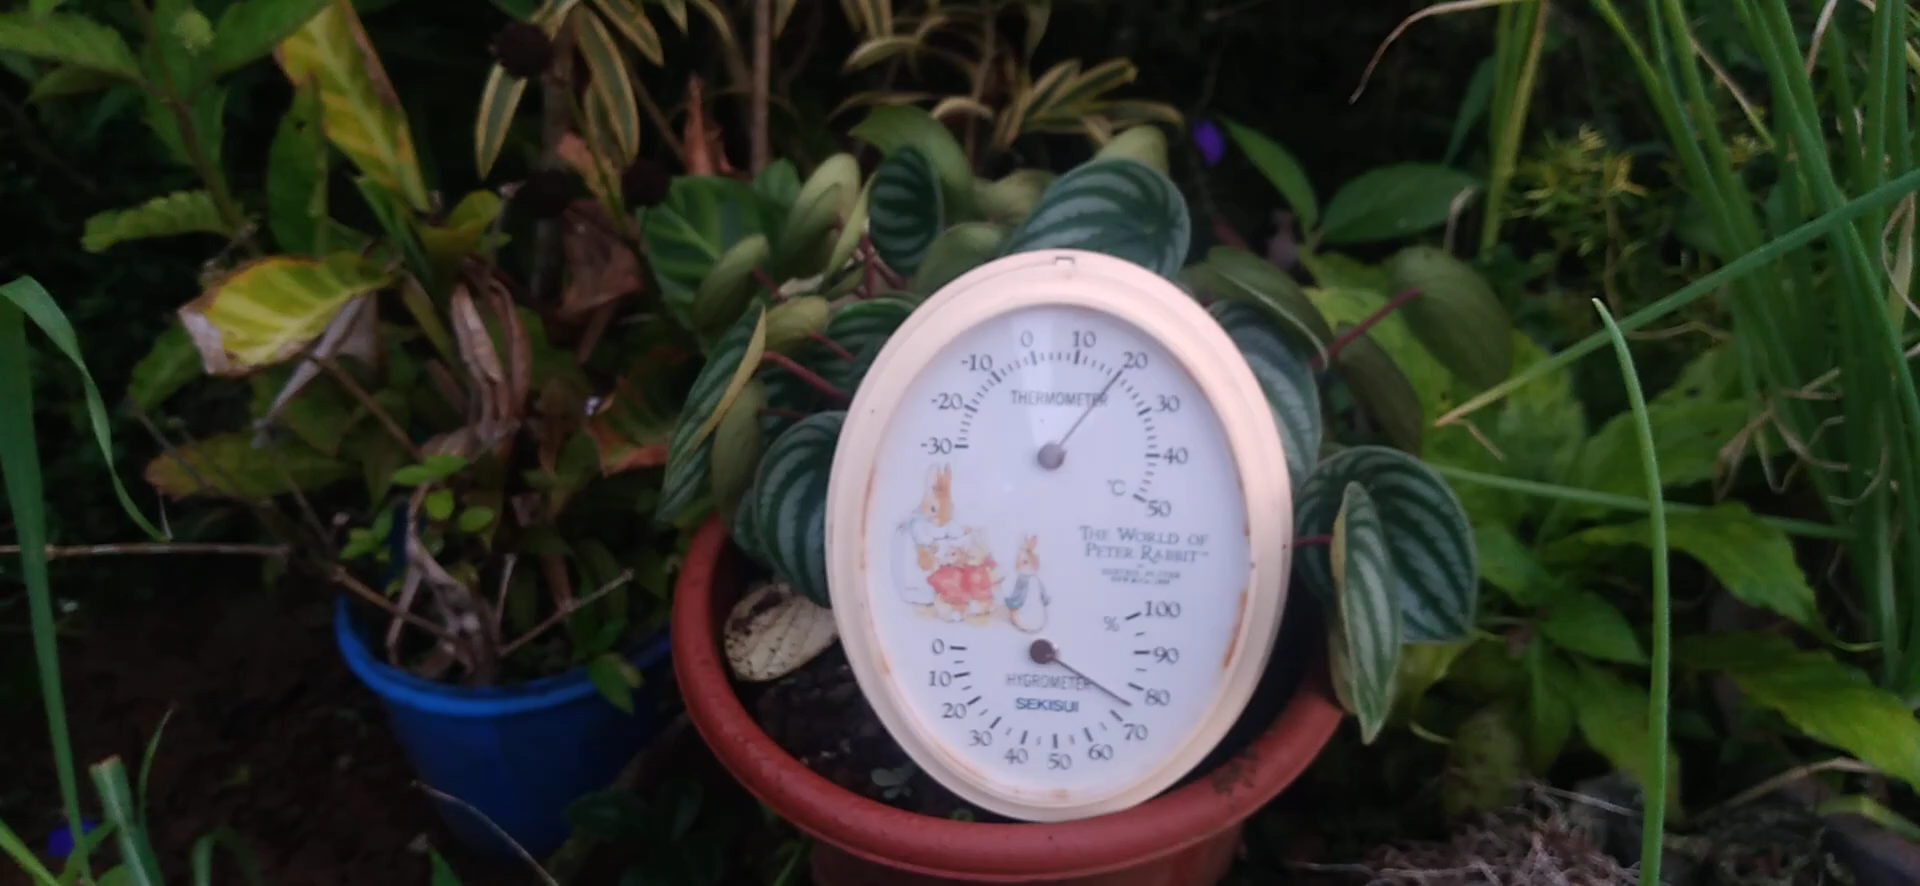 0 10
-10 20
-20 THERMOMETER 30
-30 40
°C 50
THE WORLD OF
PETER RABBIT™
% 100
0 90
10 HYGROMETER 80
SEKISUI
20 70
30 40 50 60